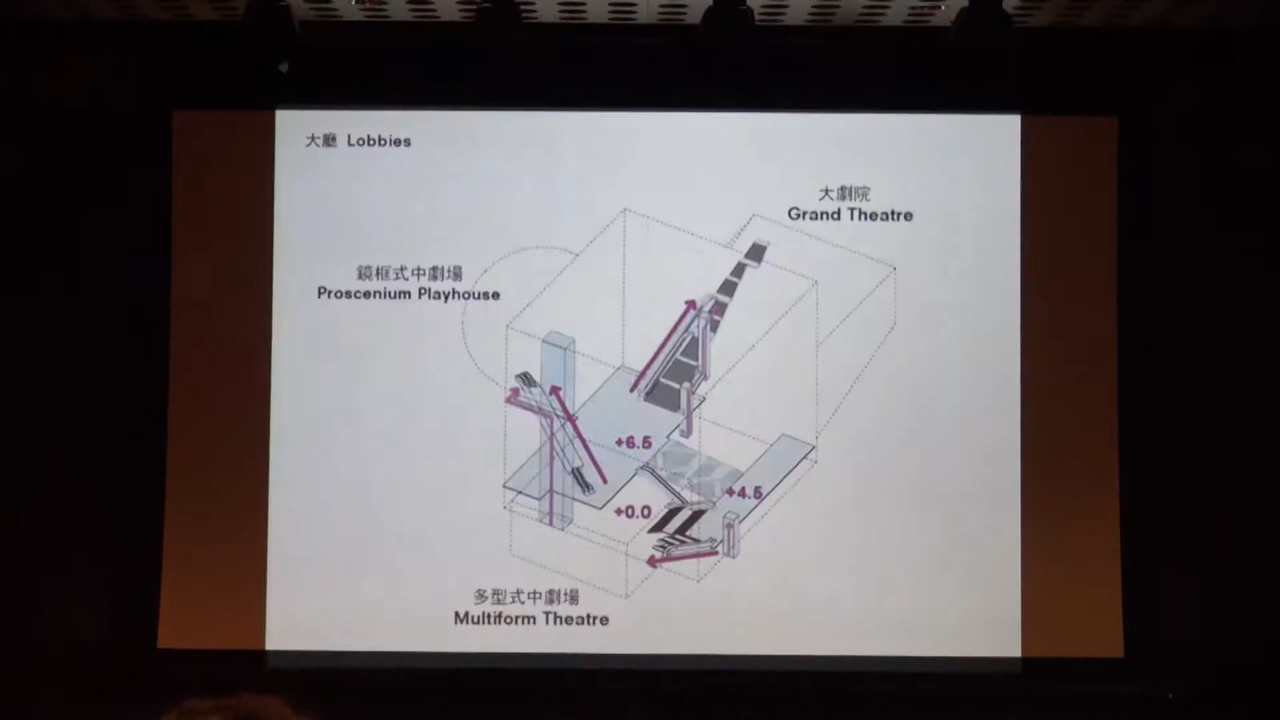 大廳 Lobbies
大劇院
Grand Theatre
鏡框式中劇場
Proscenium Playhouse
+6.5
+4.5
+0.0
多型式中劇場
Multiform Theatre